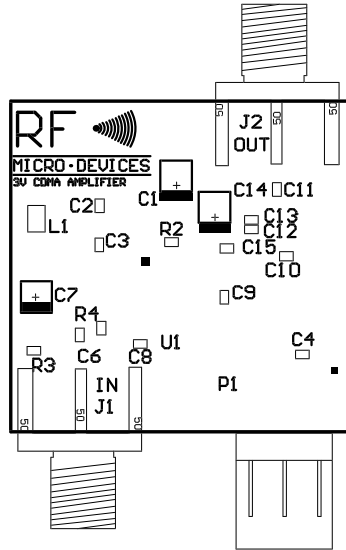 RF
MICRO·DEVICES
3V CDMA AMPLIFIER
50
50
J2
OUT
C1
C14
C11
C2
L1
C13
C12
R2
C3
C15
C10
C7
C9
R4
U1
C4
R3
C6
C8
IN
J1
P1
50
50
50